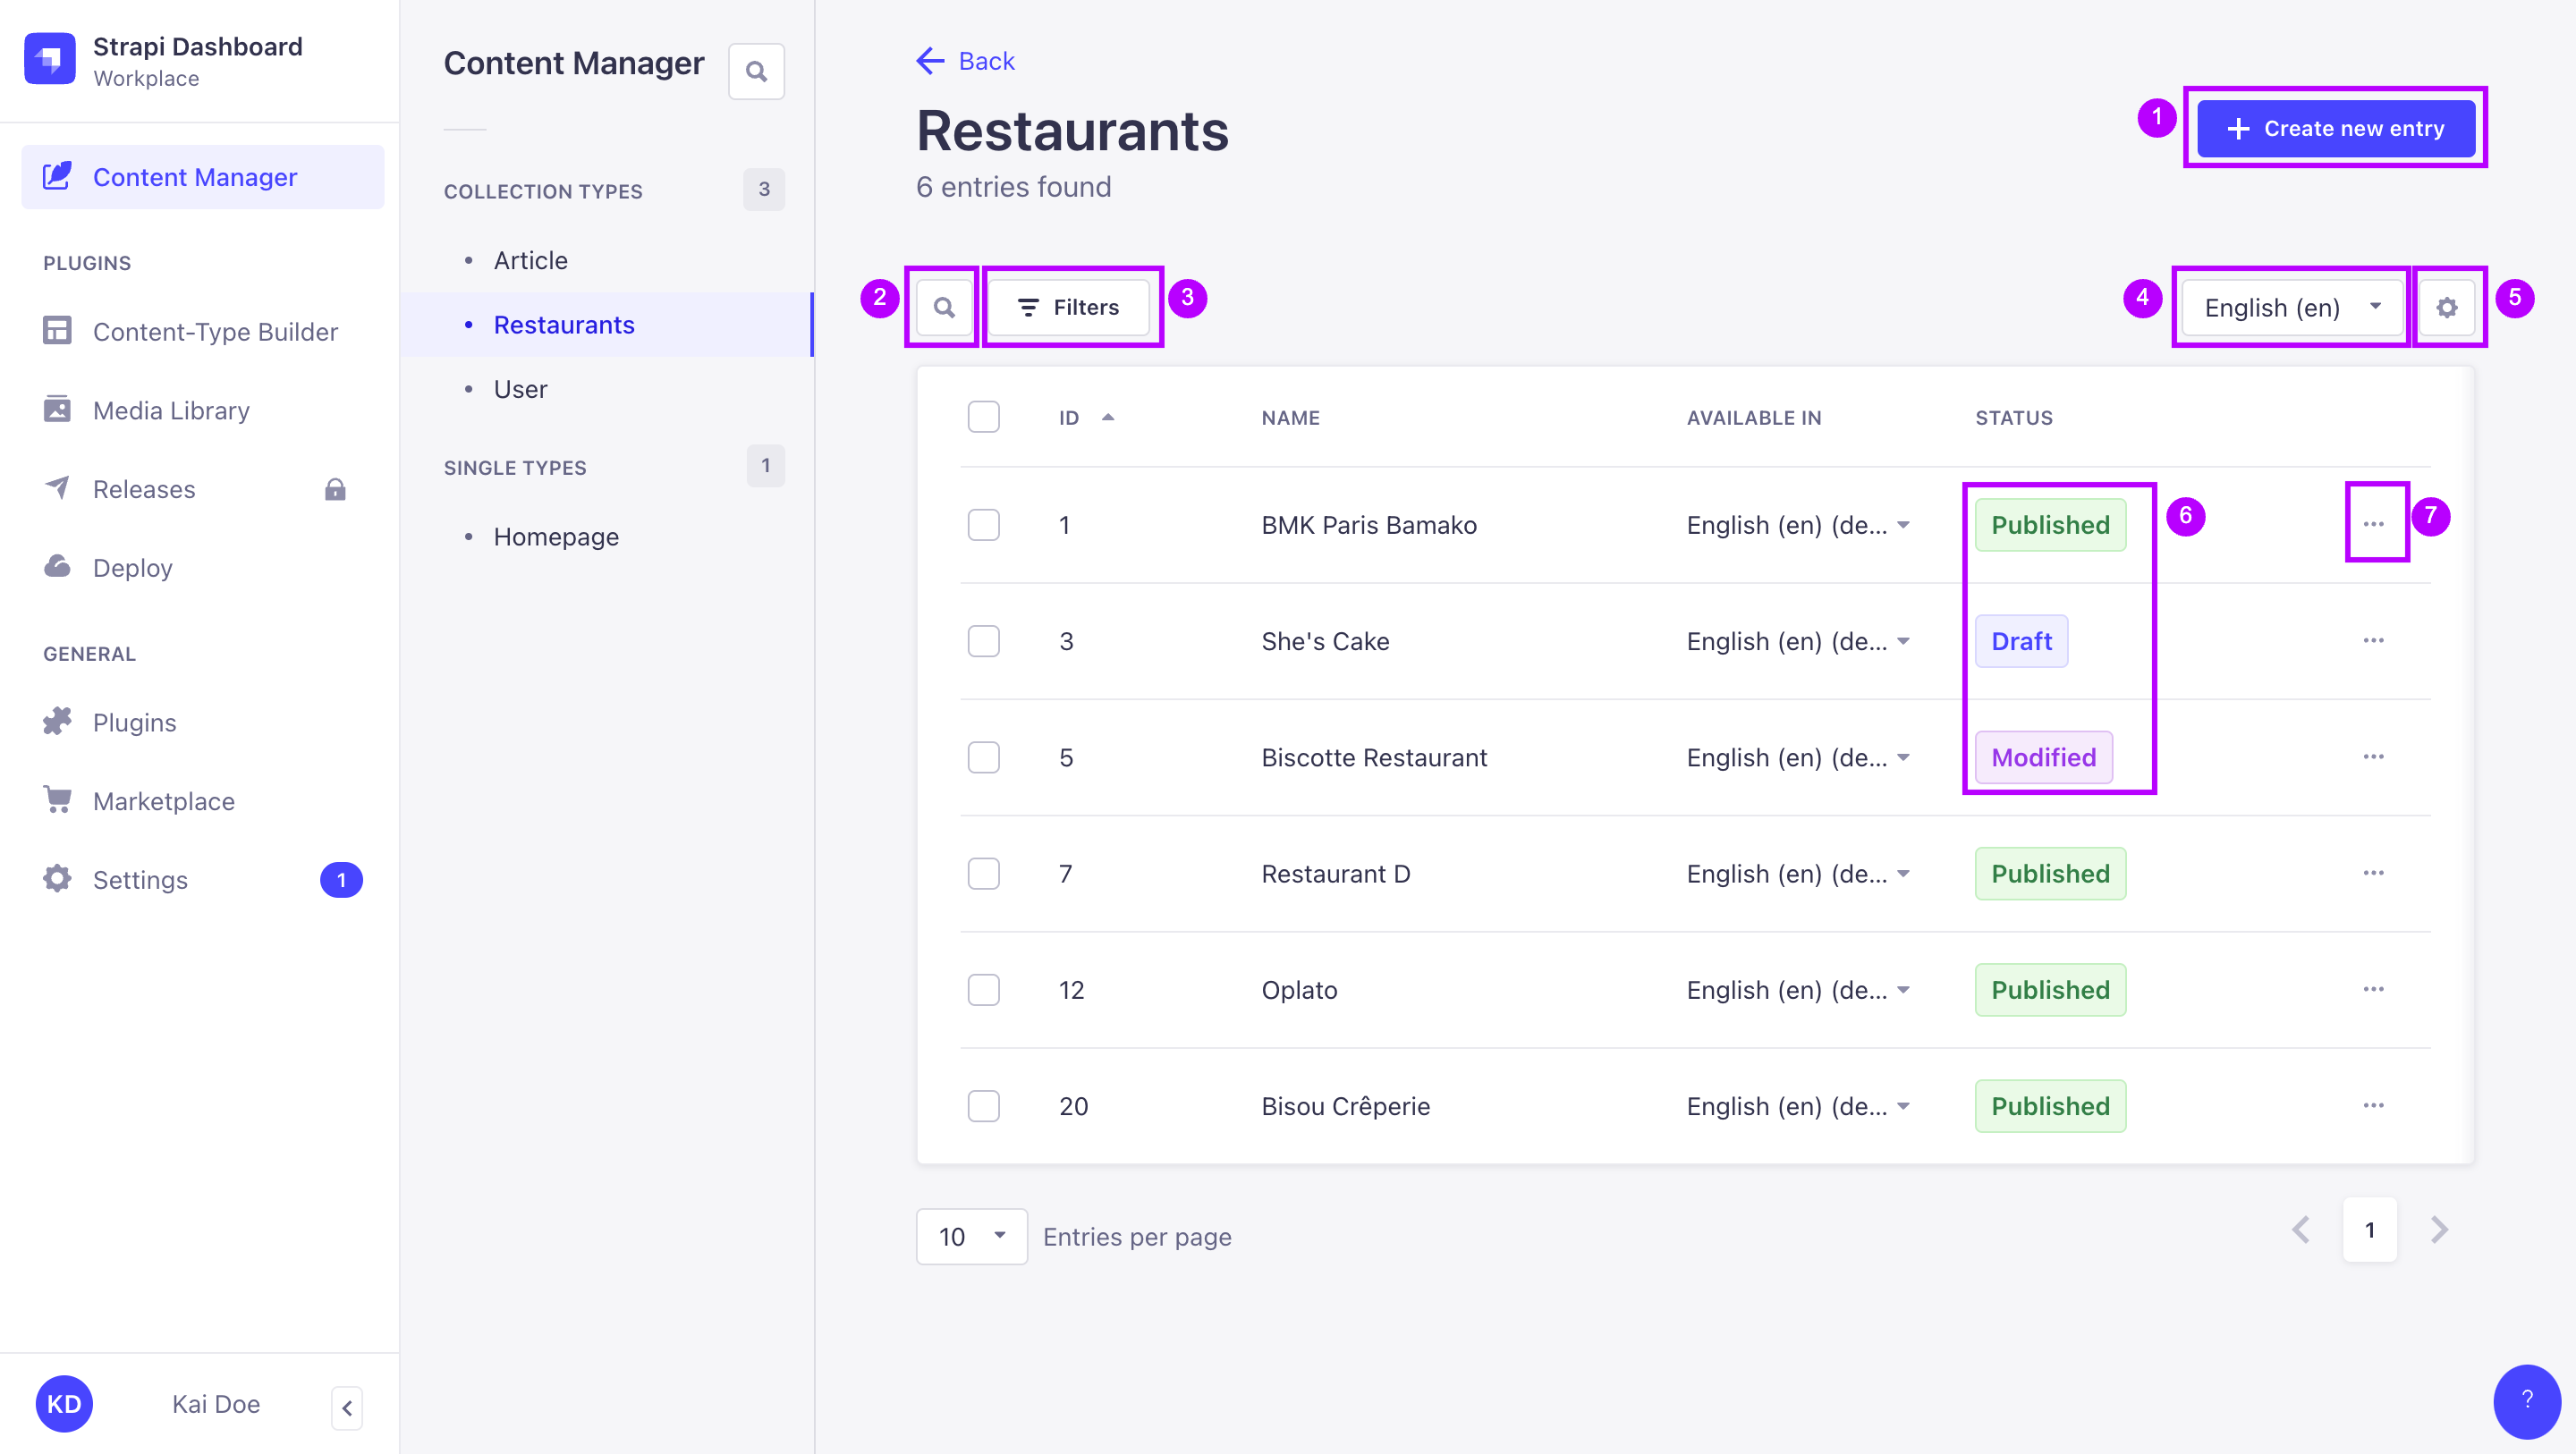 Strapi Dashboard
Workplace
Content Manager
PLUGINS
Content-Type Builder
Media Library
Releases
Deploy
GENERAL
Plugins
Marketplace
Settings
1
KD
Kai Doe
Content Manager
COLLECTION TYPES
3
Article
Restaurants
User
SINGLE TYPES
1
Homepage
Back
Restaurants
6 entries found
1
Create new entry
2
Filters
3
4
English (en)
5
ID
NAME
AVAILABLE IN
STATUS
1
BMK Paris Bamako
English (en) (de...
Published
6
...
7
3
She's Cake
English (en) (de...
Draft
...
5
Biscotte Restaurant
English (en) (de...
Modified
...
7
Restaurant D
English (en) (de...
Published
...
12
Oplato
English (en) (de...
Published
...
20
Bisou Crêperie
English (en) (de...
Published
...
10
Entries per page
1
?